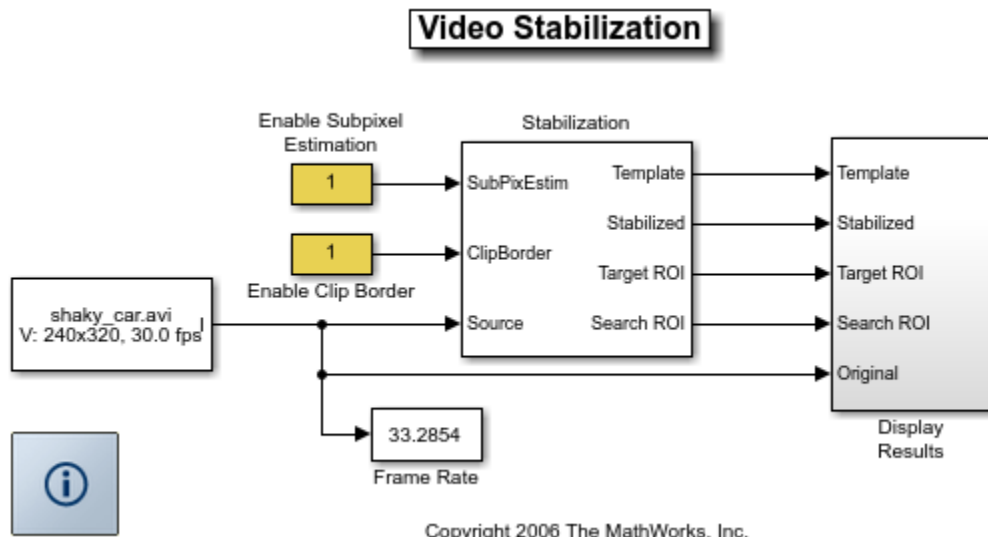 Video Stabilization
Enable Subpixel
Estimation
1
Stabilization
SubPixEstim
ClipBorder
Source
Template
Stabilized
Target ROI
Search ROI
Template
Stabilized
Target ROI
Search ROI
Original
1
Enable Clip Border
shaky_car.avi
V: 240x320, 30.0 fps
I
33.2854
Frame Rate
Display
Results
i
Copyright 2006 The MathWorks, Inc.